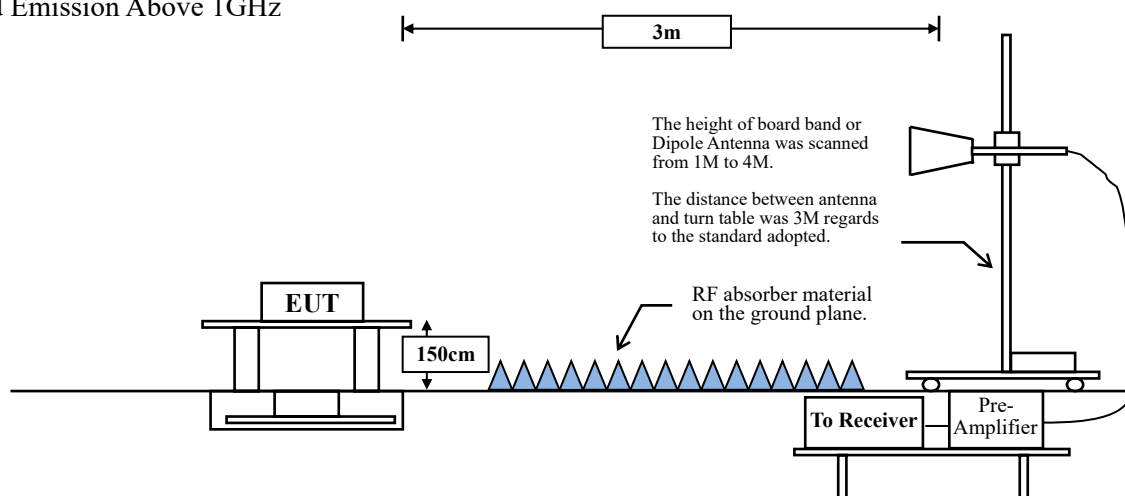 Emission Above 1GHz
3m
The height of board band or
Dipole Antenna was scanned
from 1M to 4M.
The distance between antenna
and turn table was 3M regards
to the standard adopted.
RF absorber material
on the ground plane.
EUT
150cm
To Receiver
Pre-
Amplifier